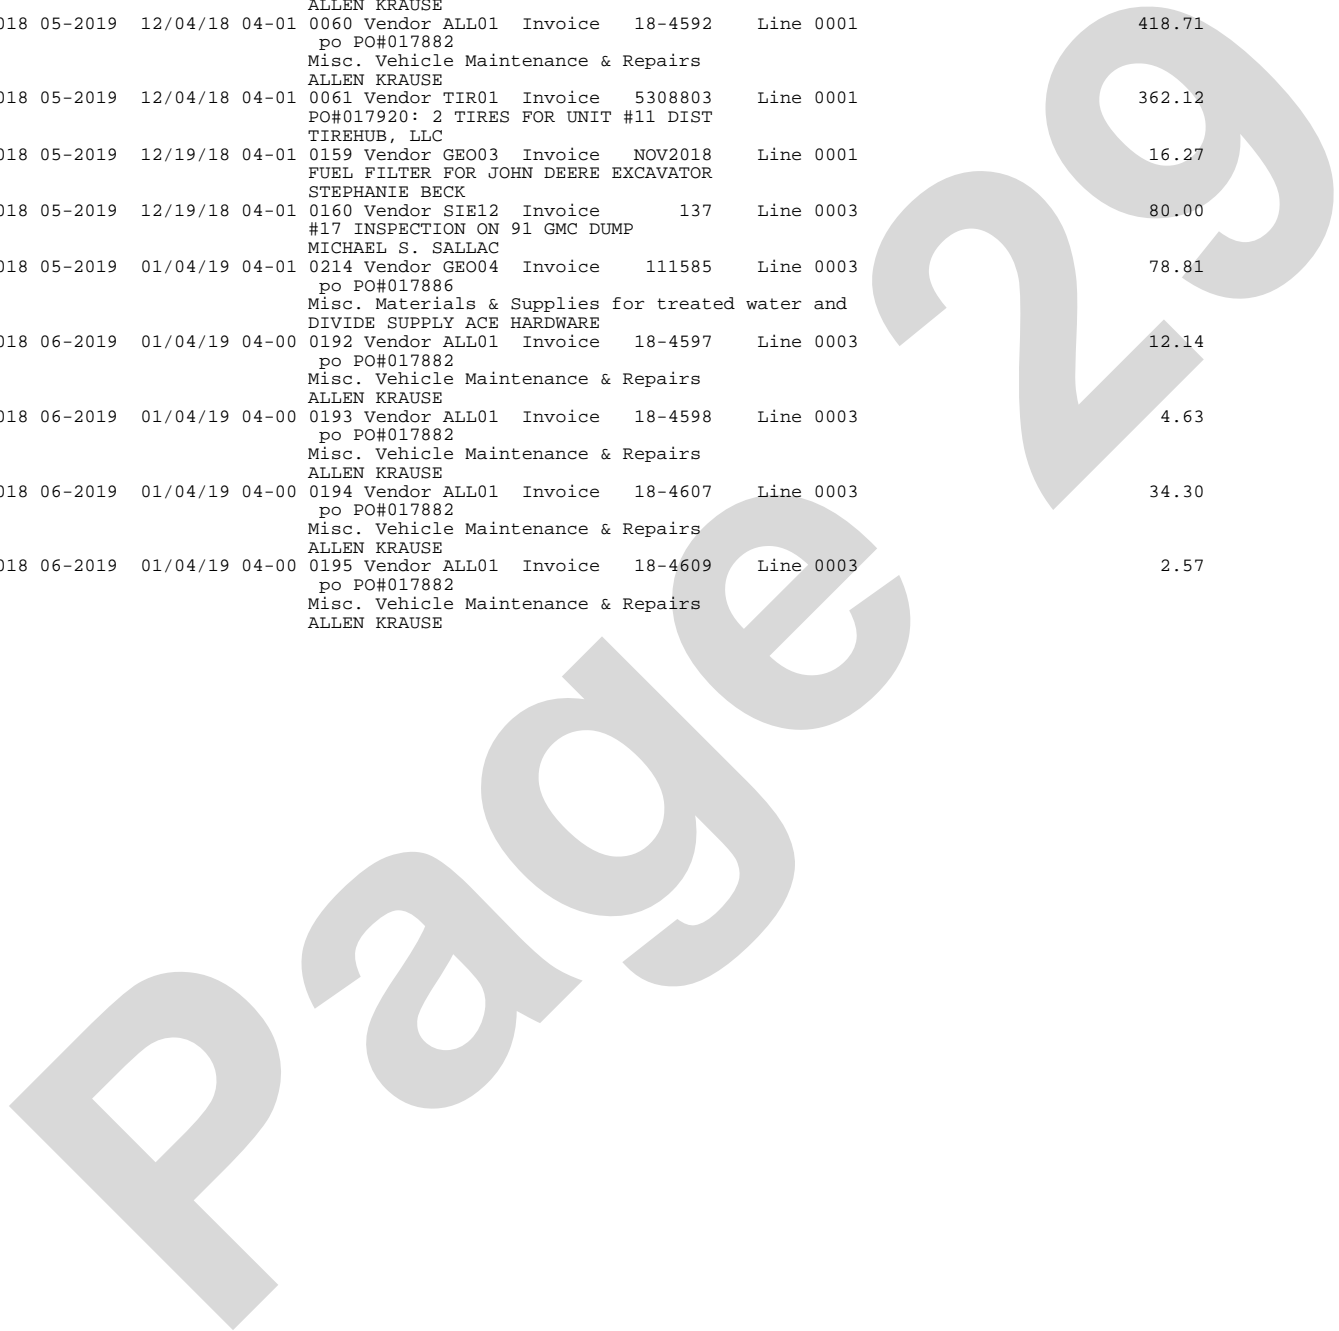 ALLEN KRAUSE
018 05-2019 12/04/18 04-01 0060 Vendor ALL01 Invoice 18-4592 Line 0001 418.71
po PO#017882
Misc. Vehicle Maintenance & Repairs
ALLEN KRAUSE
018 05-2019 12/04/18 04-01 0061 Vendor TIR01 Invoice 5308803 Line 0001 362.12
PO#017920: 2 TIRES FOR UNIT #11 DIST
TIREHUB, LLC
018 05-2019 12/19/18 04-01 0159 Vendor GEO03 Invoice NOV2018 Line 0001 16.27
FUEL FILTER FOR JOHN DEERE EXCAVATOR
STEPHANIE BECK
018 05-2019 12/19/18 04-01 0160 Vendor SIE12 Invoice 137 Line 0003 80.00
#17 INSPECTION ON 91 GMC DUMP
MICHAEL S. SALLAC
018 05-2019 01/04/19 04-01 0214 Vendor GEO04 Invoice 111585 Line 0003 78.81
po PO#017886
Misc. Materials & Supplies for treated water and
DIVIDE SUPPLY ACE HARDWARE
018 06-2019 01/04/19 04-00 0192 Vendor ALL01 Invoice 18-4597 Line 0003 12.14
po PO#017882
Misc. Vehicle Maintenance & Repairs
ALLEN KRAUSE
018 06-2019 01/04/19 04-00 0193 Vendor ALL01 Invoice 18-4598 Line 0003 4.63
po PO#017882
Misc. Vehicle Maintenance & Repairs
ALLEN KRAUSE
018 06-2019 01/04/19 04-00 0194 Vendor ALL01 Invoice 18-4607 Line 0003 34.30
po PO#017882
Misc. Vehicle Maintenance & Repairs
ALLEN KRAUSE
018 06-2019 01/04/19 04-00 0195 Vendor ALL01 Invoice 18-4609 Line 0003 2.57
po PO#017882
Misc. Vehicle Maintenance & Repairs
ALLEN KRAUSE
Page 29